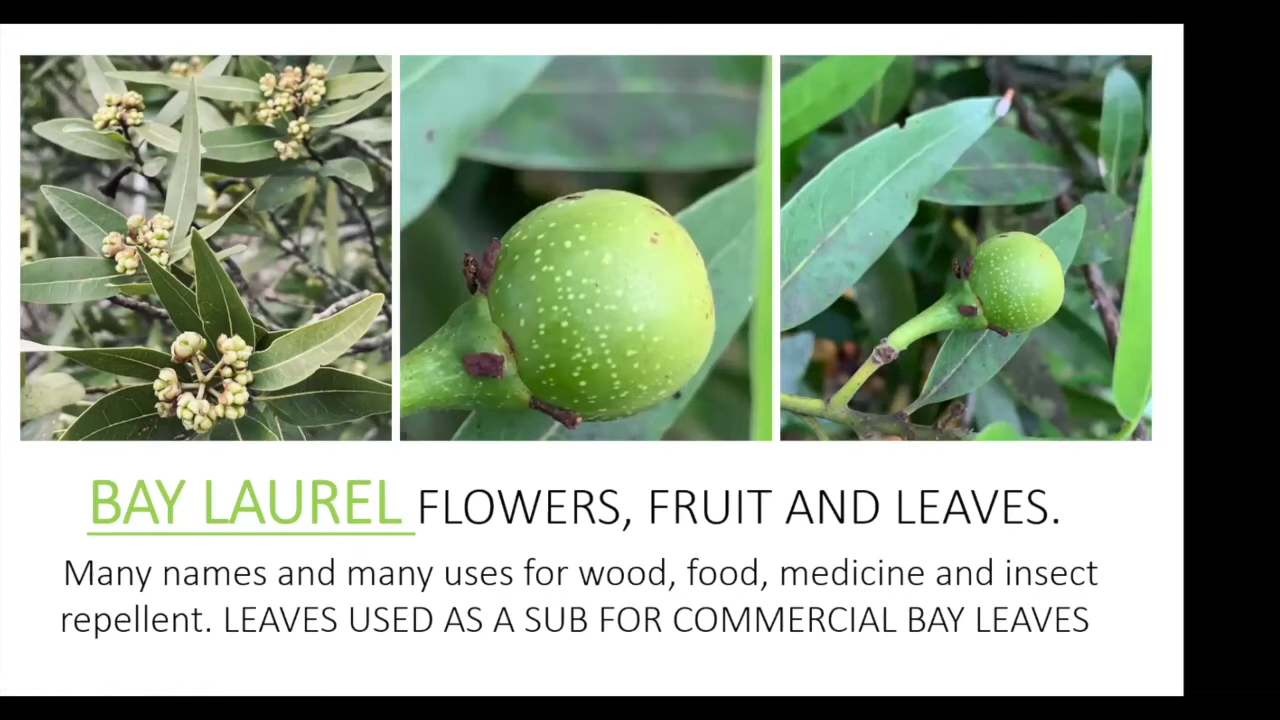 BAY LAUREL FLOWERS, FRUIT AND LEAVES.
Many names and many uses for wood, food, medicine and insect
repellent. LEAVES USED AS A SUB FOR COMMERCIAL BAY LEAVES